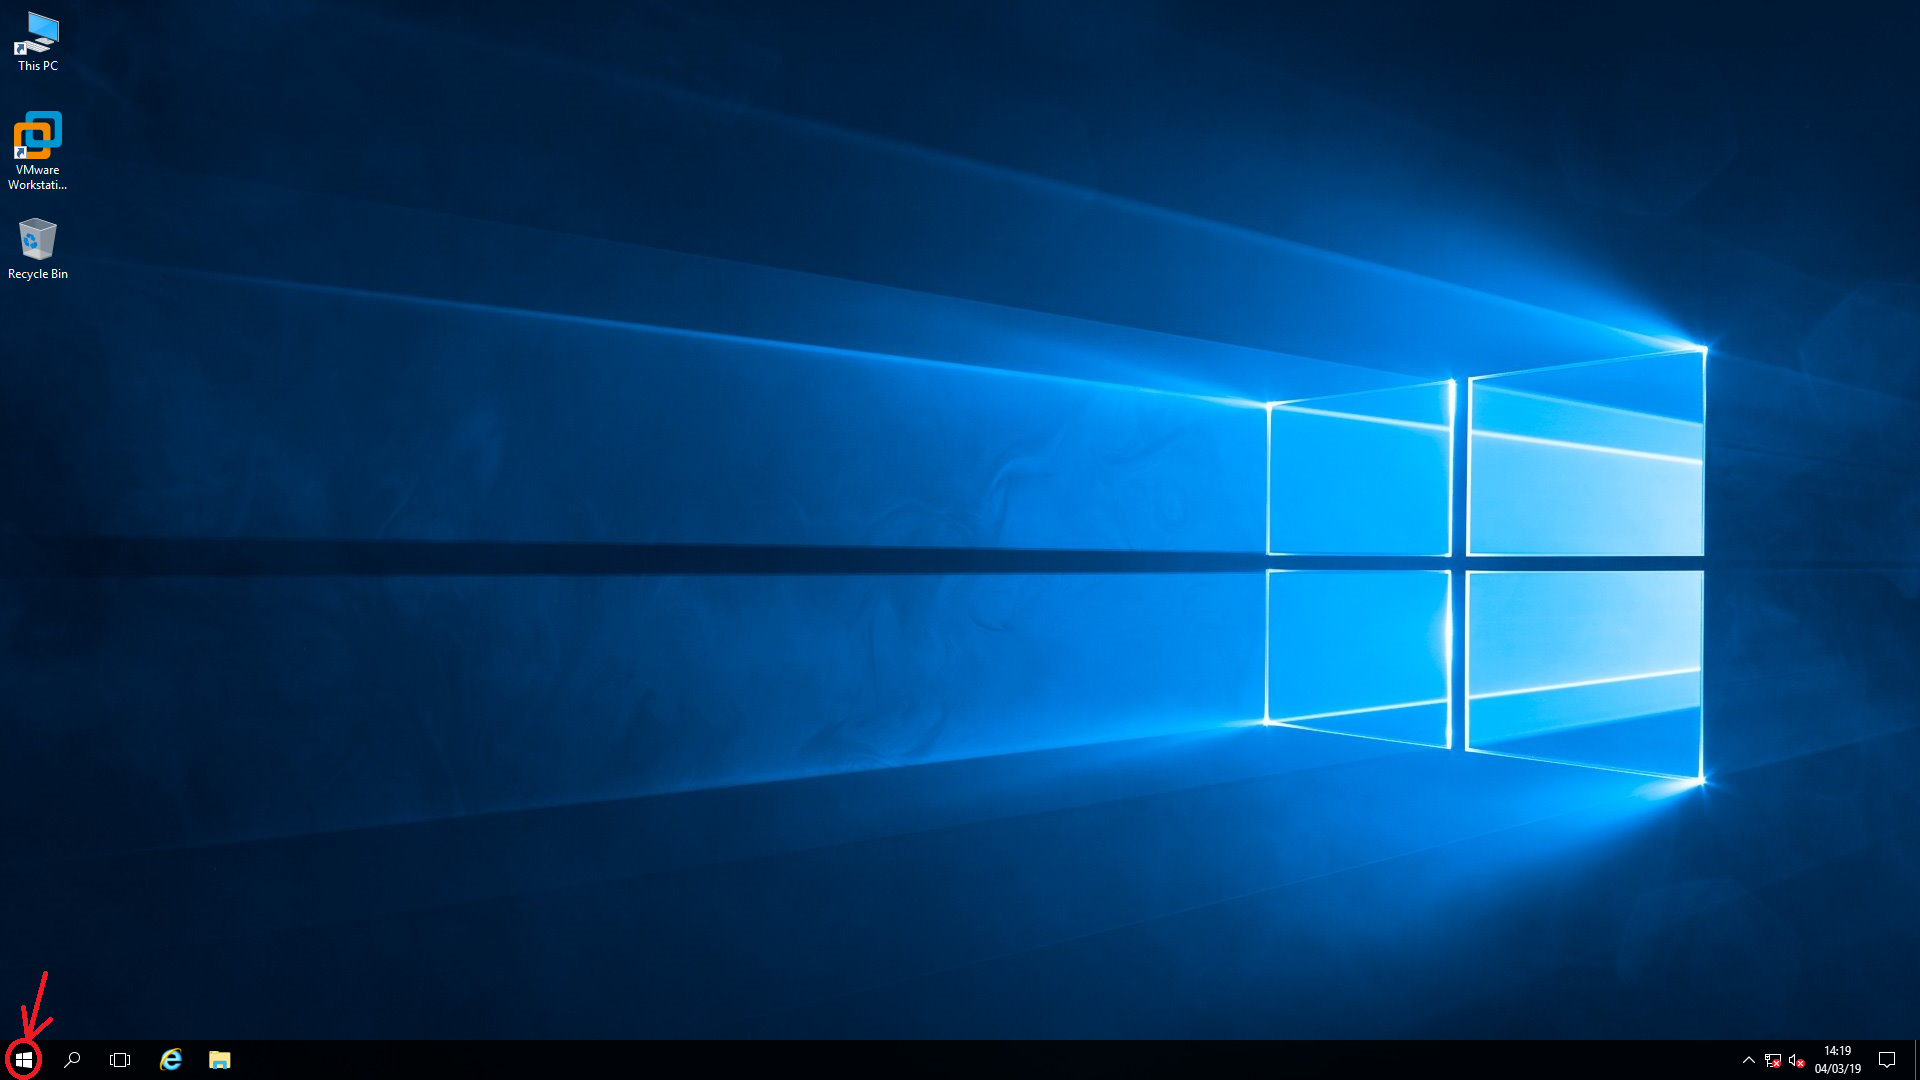 This PC
VMware
Workstati...
Recycle Bin
14:19
04/03/19